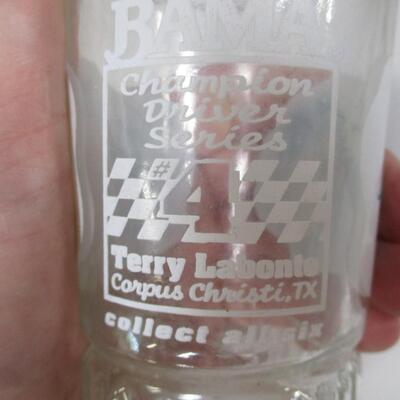 BAMA
Champion
Driver
Series
#4
Terry Labonte
Corpus Christi, TX
collect all six